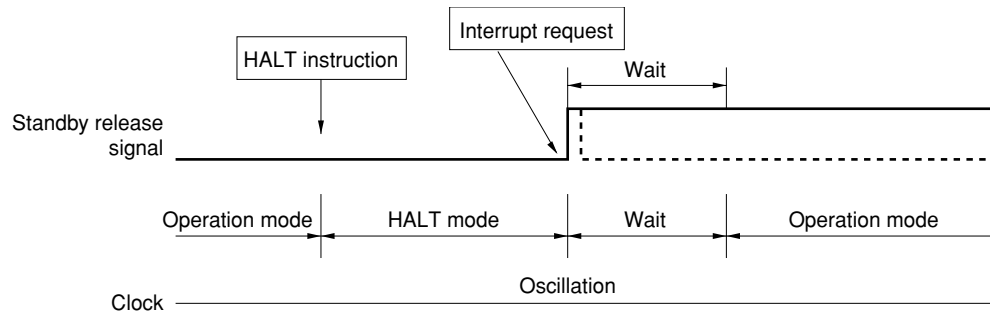 Interrupt request
HALT instruction
Wait
Standby release
signal
Operation mode
HALT mode
Wait
Operation mode
Oscillation
Clock